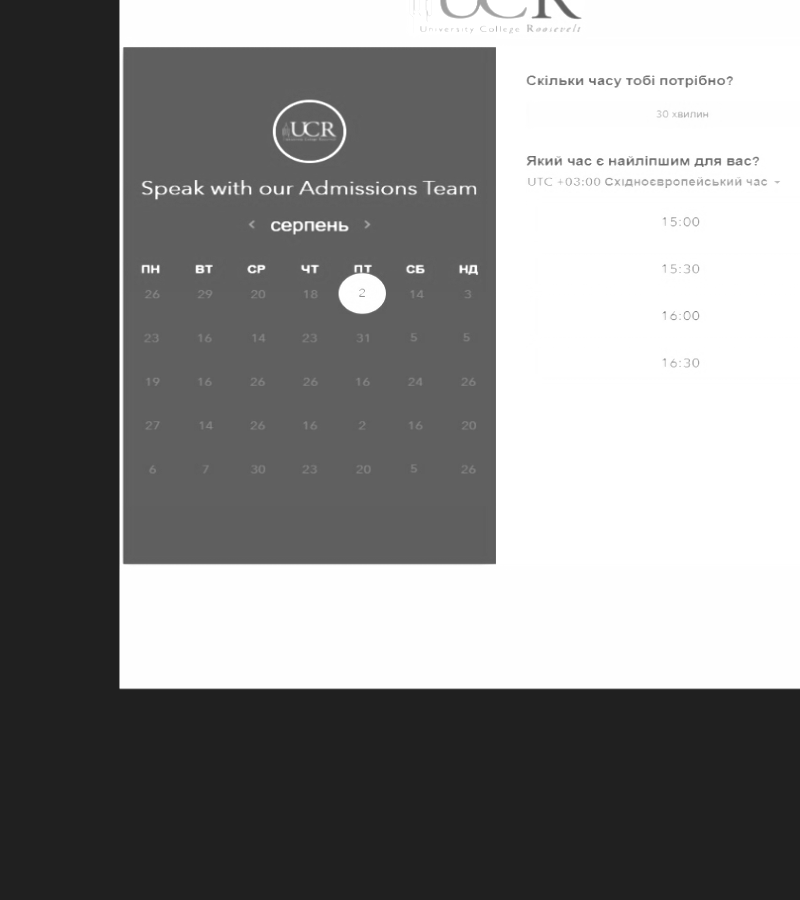 UCR
University College Roosevelt
UCR
Speak with our Admissions Team
< серпень >
ПН ВТ СР ЧТ ПТ СБ НД
26 29 20 18 2 14 3
23 16 14 23 31 5 5
19 16 26 26 16 24 26
27 14 26 16 2 16 20
6 7 30 23 20 5 26
Скільки часу тобі потрібно?
30 хвилин
Який час є найліпшим для вас?
UTC +03:00 Східноєвропейський час
15:00
15:30
16:00
16:30